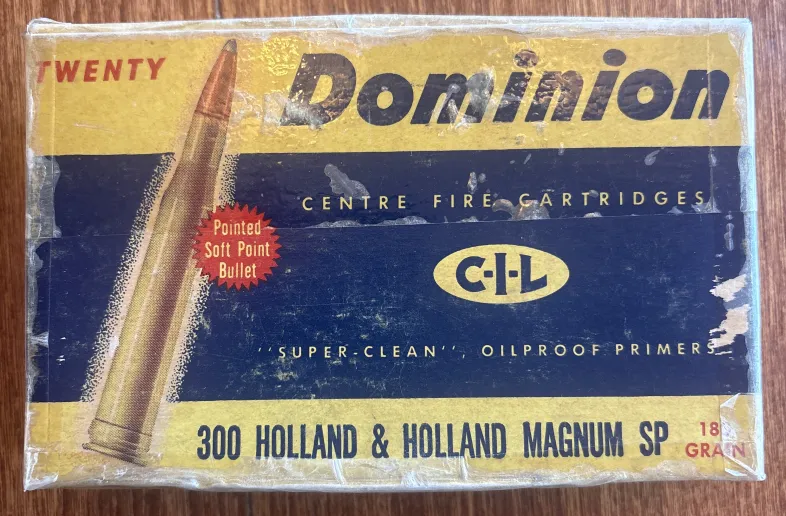 TWENTY
Dominion
CENTRE FIRE CARTRIDGES
Pointed
Soft Point
Bullet
C-I-L
''SUPER-CLEAN'', OILPROOF PRIMERS
300 HOLLAND & HOLLAND MAGNUM SP
GRAIN